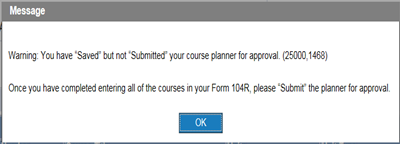 Message
Warning: You have "Saved" but not "Submitted" your course planner for approval. (25000,1468)
Once you have completed entering all of the courses in your Form 104R, please "Submit" the planner for approval.
OK